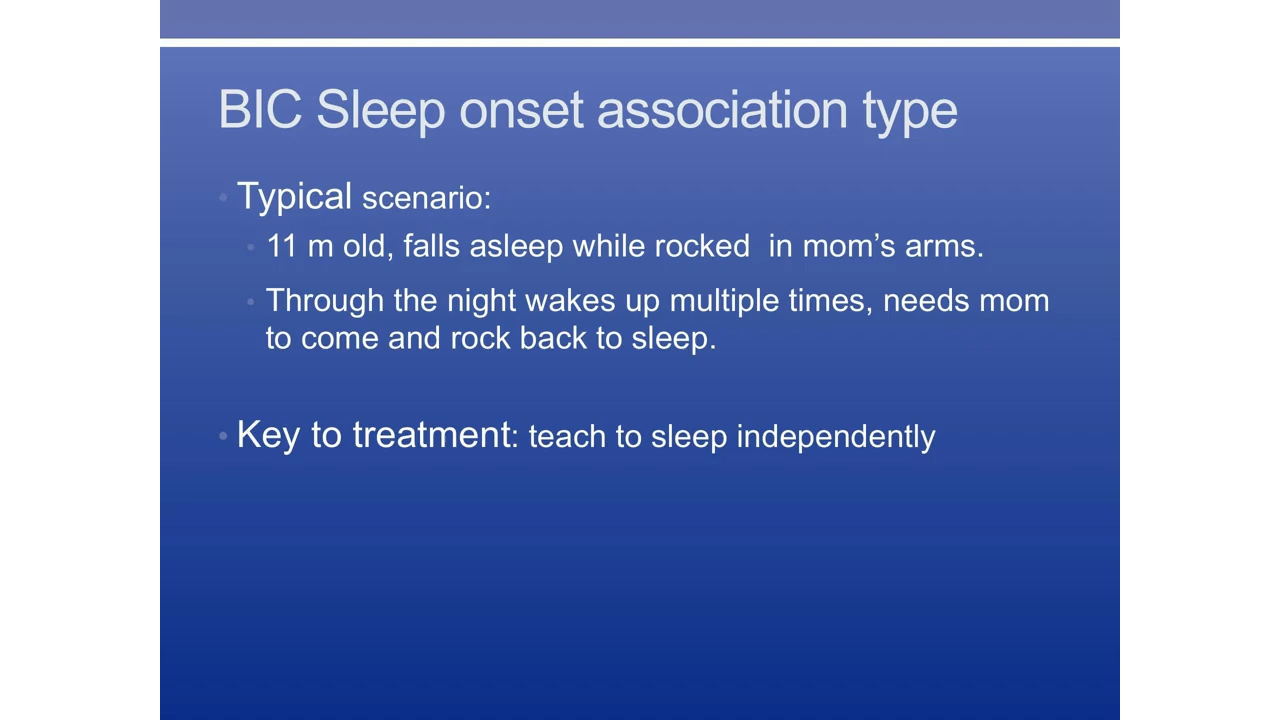 BIC Sleep onset association type
• Typical scenario:
• 11 m old, falls asleep while rocked  in mom’s arms.
• Through the night wakes up multiple times, needs mom
to come and rock back to sleep.
• Key to treatment: teach to sleep independently